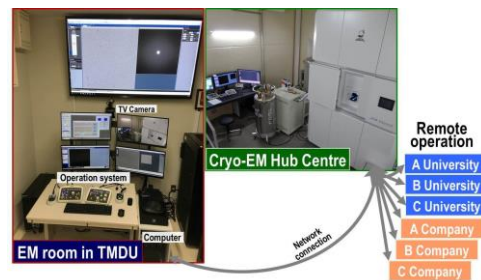 TV Camera
Operation system
Computer
EM room in TMDU
Cryo-EM Hub Centre
Network
connection
Remote
operation
A University
B University
C University
A Company
B Company
C Company